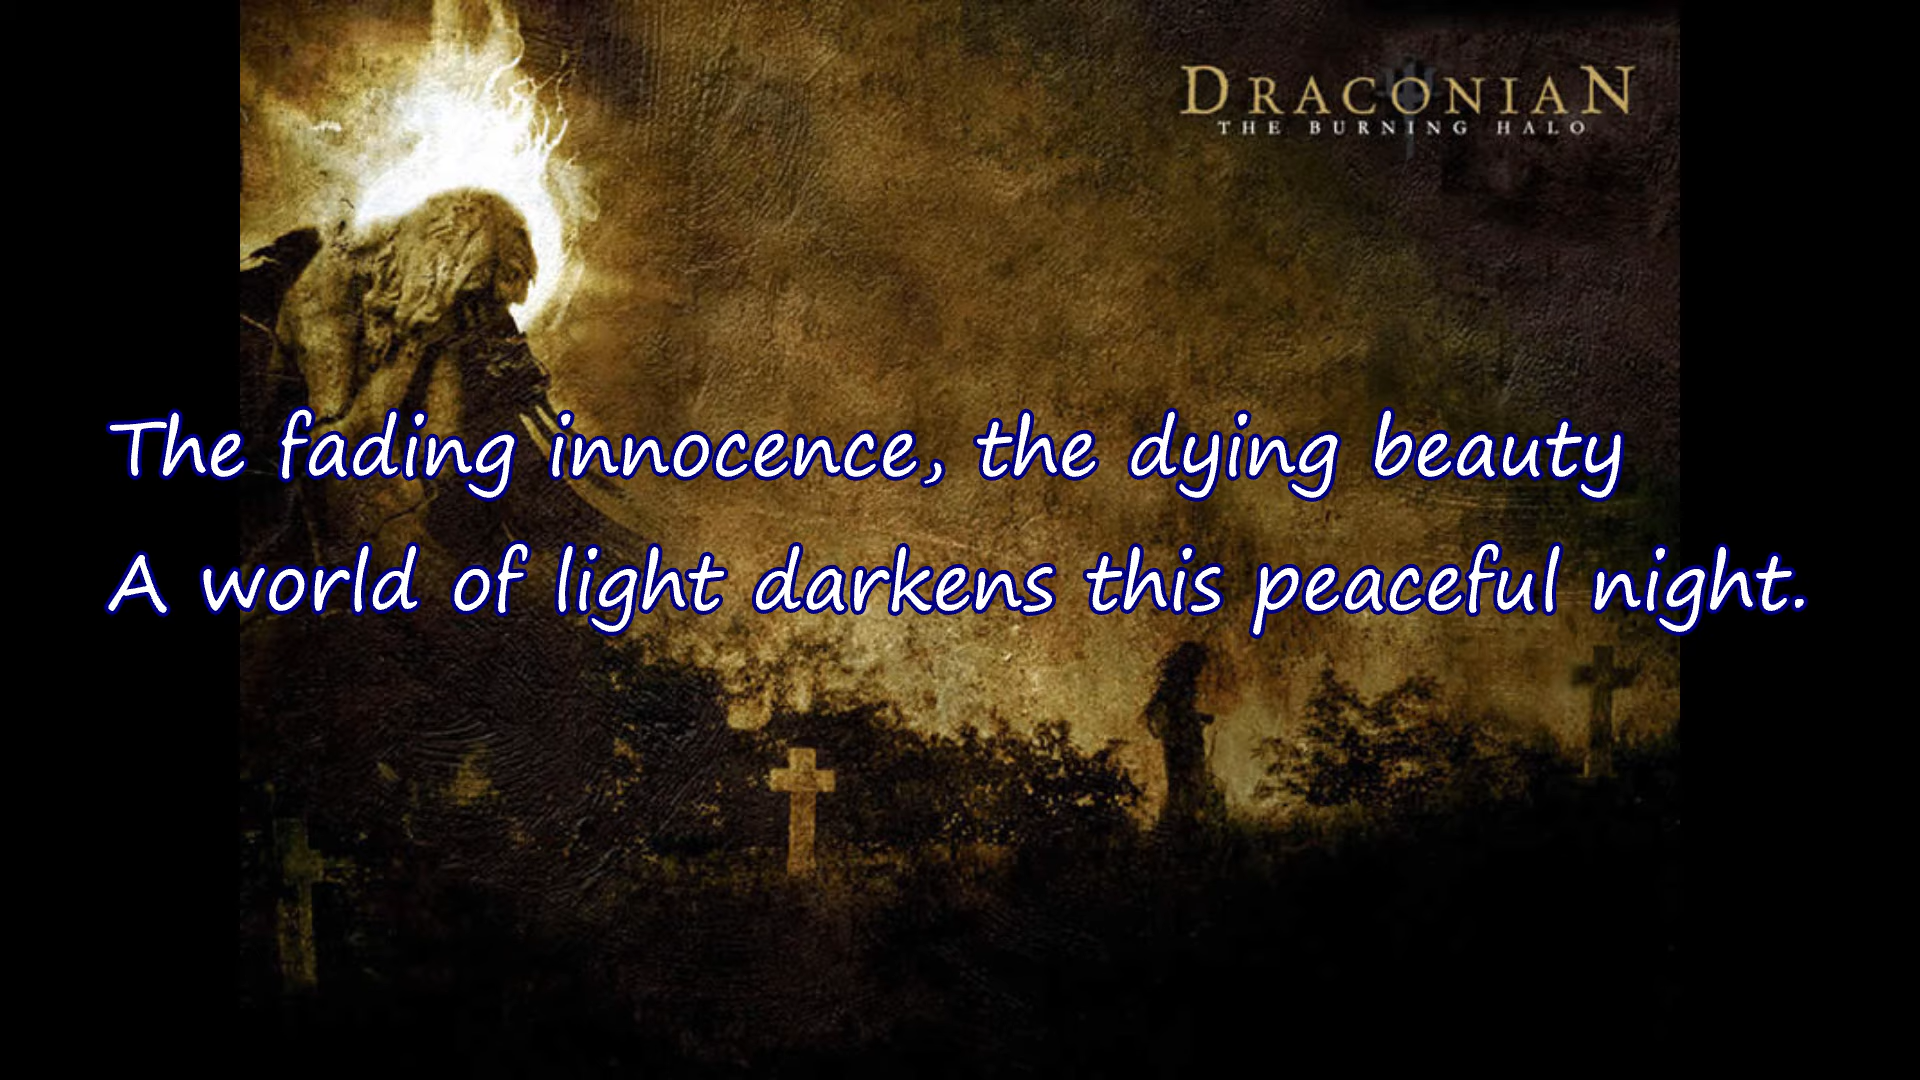 DRACONIAN
THE BURNING HALO
The fading innocence, the dying beauty
A world of light darkens this peaceful night.